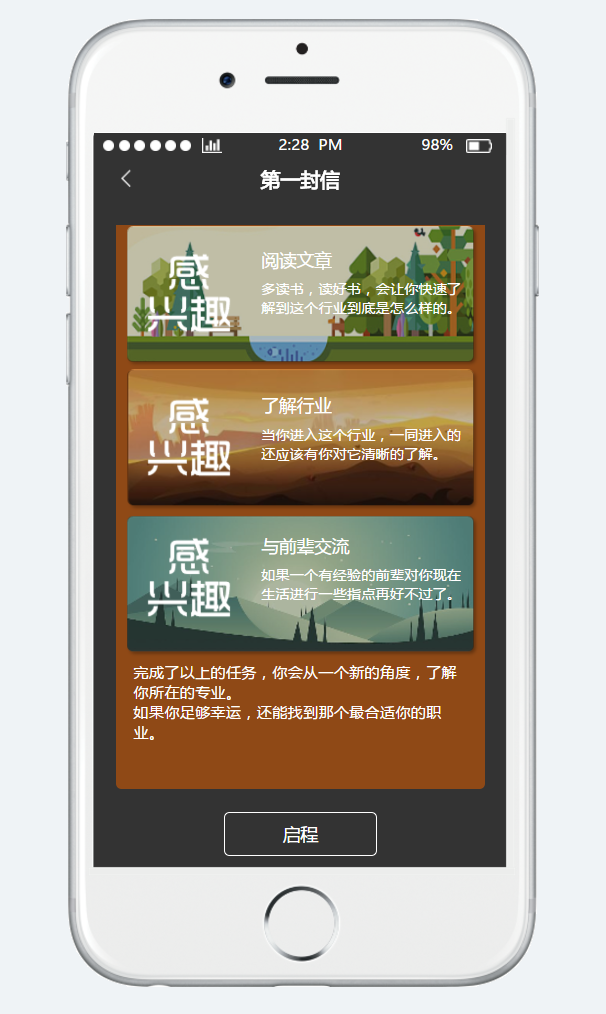 2:28 PM
98%
第一封信
感
兴趣
阅读文章
多读书，读好书，会让你快速了
解到这个行业到底是怎么样的。
感
兴趣
了解行业
当你进入这个行业，一同进入的
还应该有你对它清晰的了解。
感
兴趣
与前辈交流
如果一个有经验的前辈对你现在
生活进行一些指点再好不过了。
完成了以上的任务，你会从一个新的角度，了解
你所在的专业。
如果你足够幸运，还能找到那个最合适你的职
业。
启程